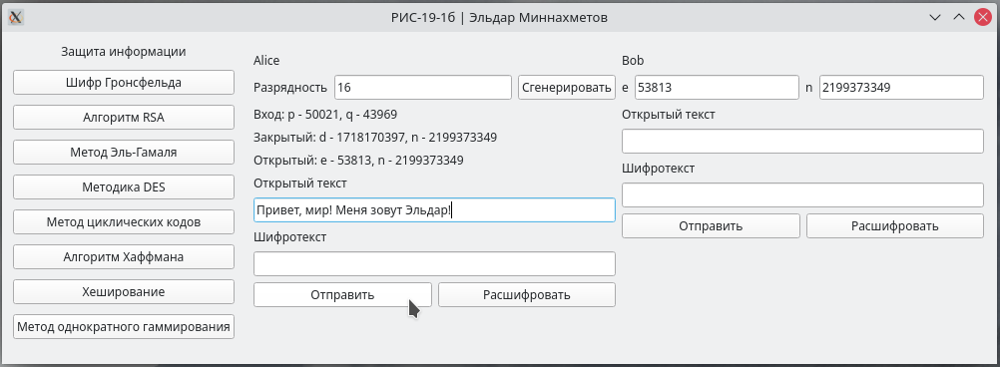 РИС-19-1б | Эльдар Миннахметов
Защита информации
Шифр Гронсфельда
Алгоритм RSA
Метод Эль-Гамаля
Методика DES
Метод циклических кодов
Алгоритм Хаффмана
Хеширование
Метод однократного гаммирования
Alice
Разрядность 16 Сгенерировать
Вход: p - 50021, q - 43969
Закрытый: d - 1718170397, n - 2199373349
Открытый: e - 53813, n - 2199373349
Открытый текст
Привет, мир! Меня зовут Эльдар!
Шифротекст
Отправить Расшифровать
Bob
e 53813 n 2199373349
Открытый текст
Шифротекст
Отправить Расшифровать